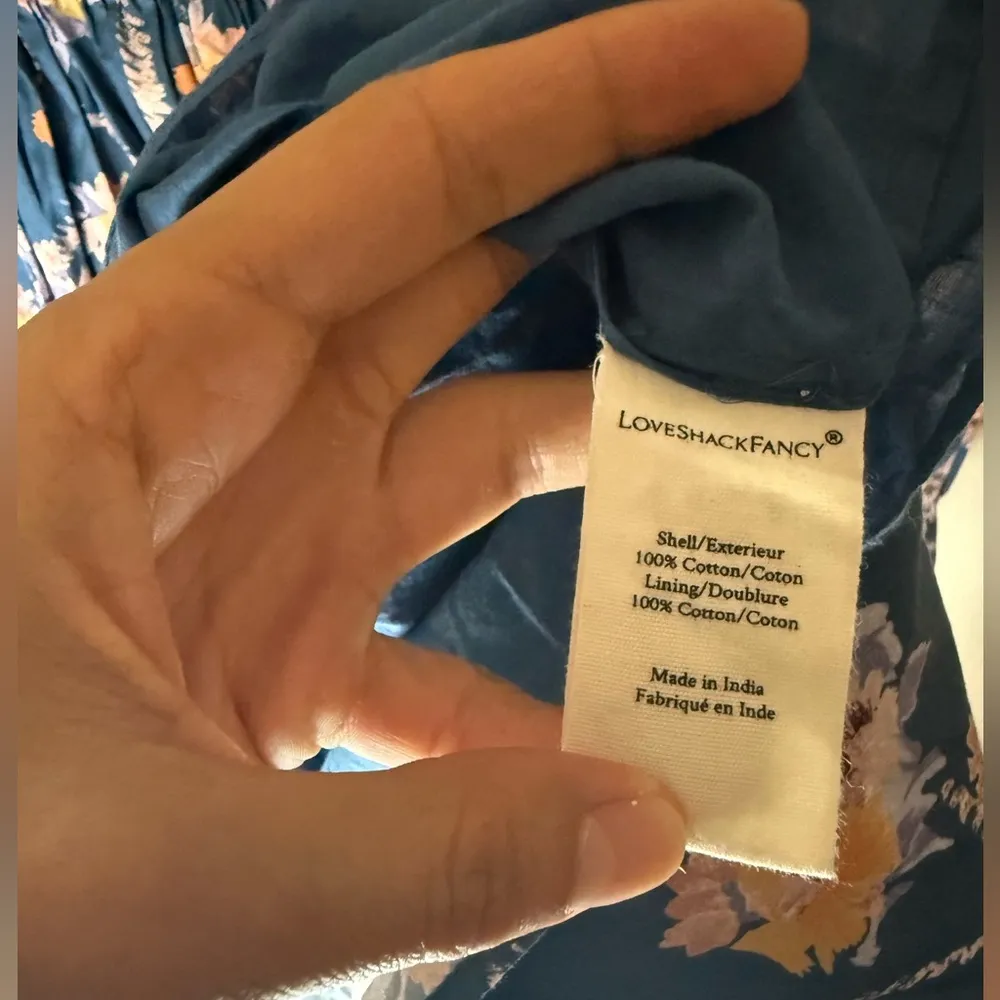 LOVESHACKFANCY®
Shell/Exterieur
100% Cotton/Coton
Lining/Doublure
100% Cotton/Coton
Made in India
Fabriqué en Inde